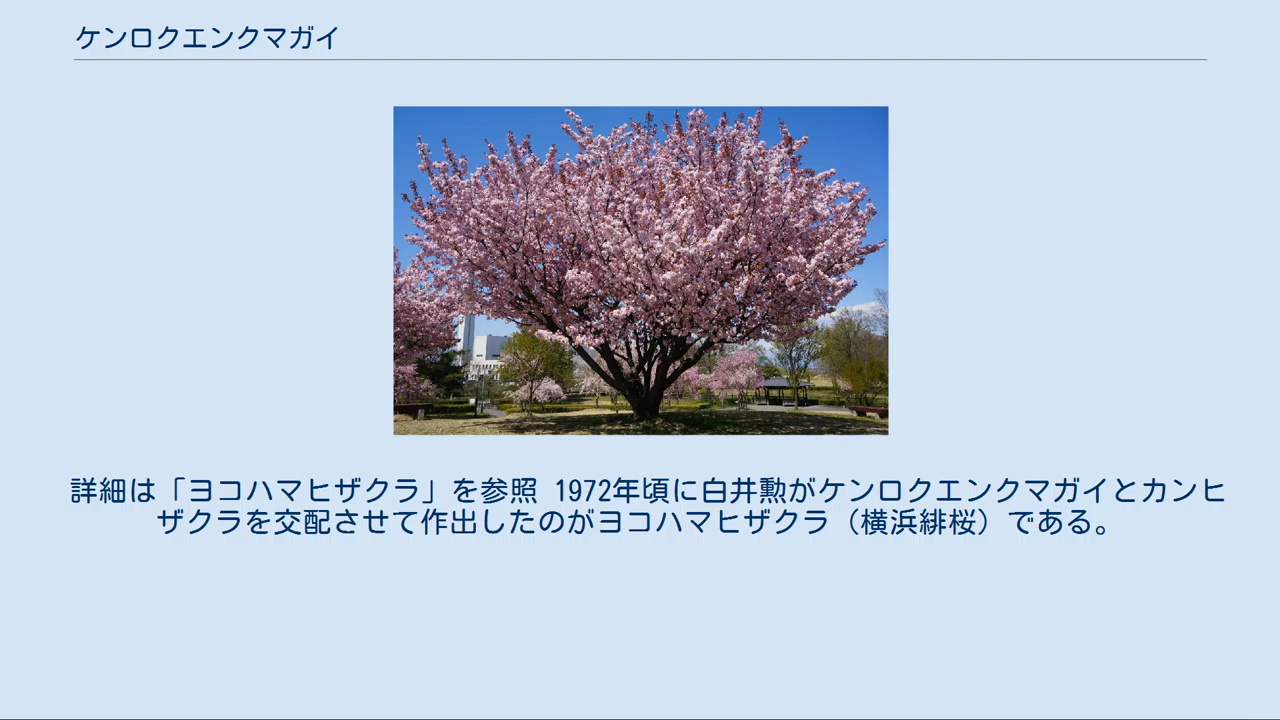 ケンロクエンクマガイ
詳細は「ヨコハマヒザクラ」を参照 1972年頃に白井勲がケンロクエンクマガイとカンヒ
ザクラを交配させて作出したのがヨコハマヒザクラ（横浜緋桜）である。